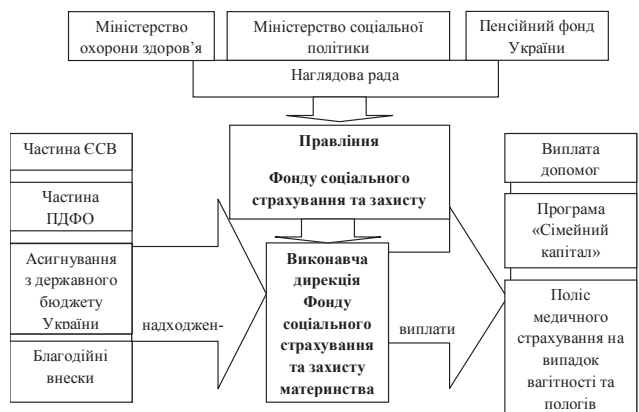 Міністерство
охорони здоров’я
Міністерство соціальної
політики
Пенсійний фонд
України
Наглядова рада
Правління
Фонду соціального
страхування та захисту
Частина ЄСВ
Частина
ПДФО
Асигнування
з державного
бюджету
України
Благодійні
внески
надходжен-
Виконавча
дирекція
Фонду
соціального
страхування
та захисту
материнства
виплати
Виплата
допомог
Програма
«Сімейний
капітал»
Поліс
медичного
страхування на
випадок
вагітності та
пологів